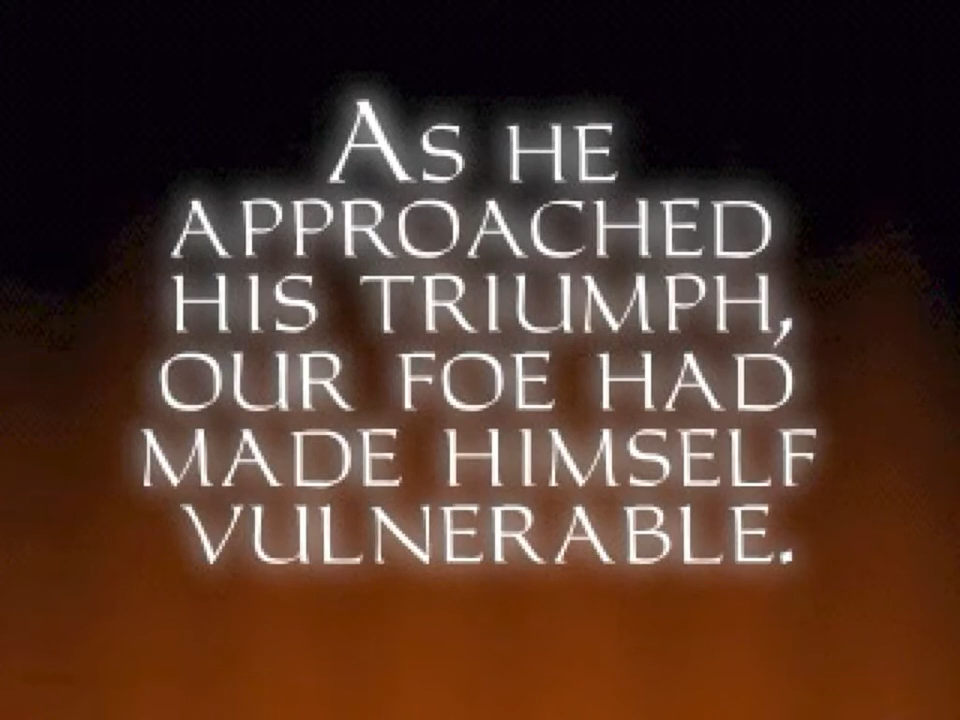 As he
approached
his triumph,
our foe had
made himself
vulnerable.